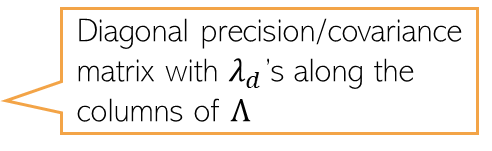 Diagonal precision/covariance
matrix with λ_d's along the
columns of Λ